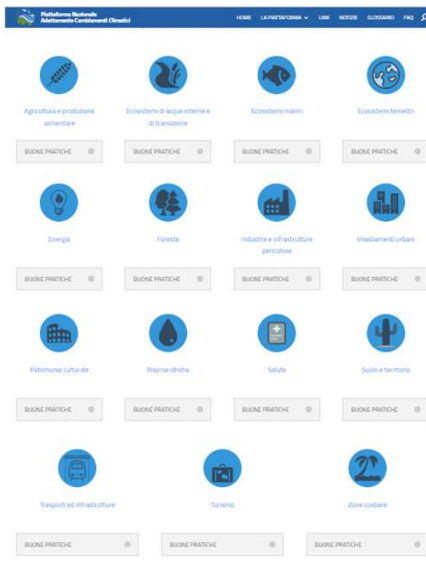 Piattaforma Nazionale
Adattamento Cambiamenti Climatici
HOME LA PIATTAFORMA LINK NOTIZIE GLOSSARIO FAQ
Agricoltura e produzione
alimentare
Ecosistemi di acque interne e
di transizione
Ecosistemi marini
Ecosistemi terrestri
BUONE PRATICHE
BUONE PRATICHE
BUONE PRATICHE
BUONE PRATICHE
Energia
Foreste
Industrie e infrastrutture
pericolose
Insediamenti urbani
BUONE PRATICHE
BUONE PRATICHE
BUONE PRATICHE
BUONE PRATICHE
Patrimonio culturale
Risorse idriche
Salute
Suolo e territorio
BUONE PRATICHE
BUONE PRATICHE
BUONE PRATICHE
BUONE PRATICHE
Trasporti ed infrastrutture
Turismo
Zone costiere
BUONE PRATICHE
BUONE PRATICHE
BUONE PRATICHE